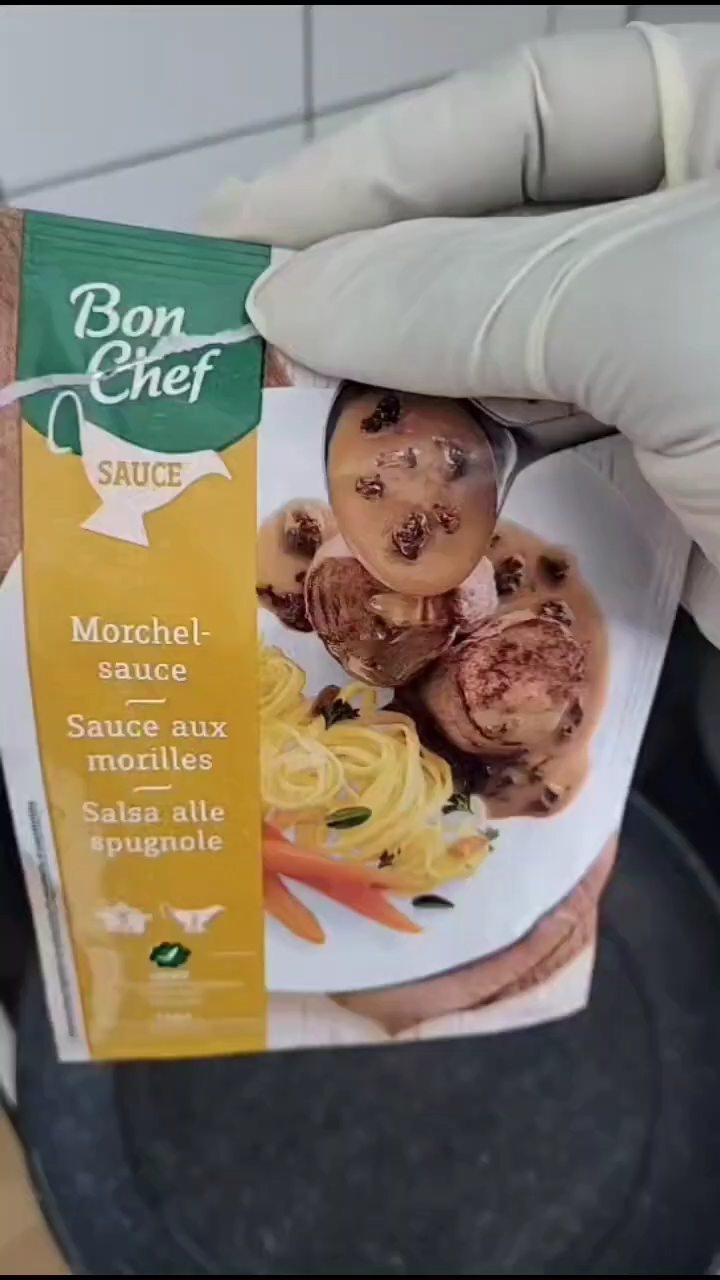 Bon
Chef
SAUCE
Morchel-
sauce
Sauce aux
morilles
Salsa alle
spugnole